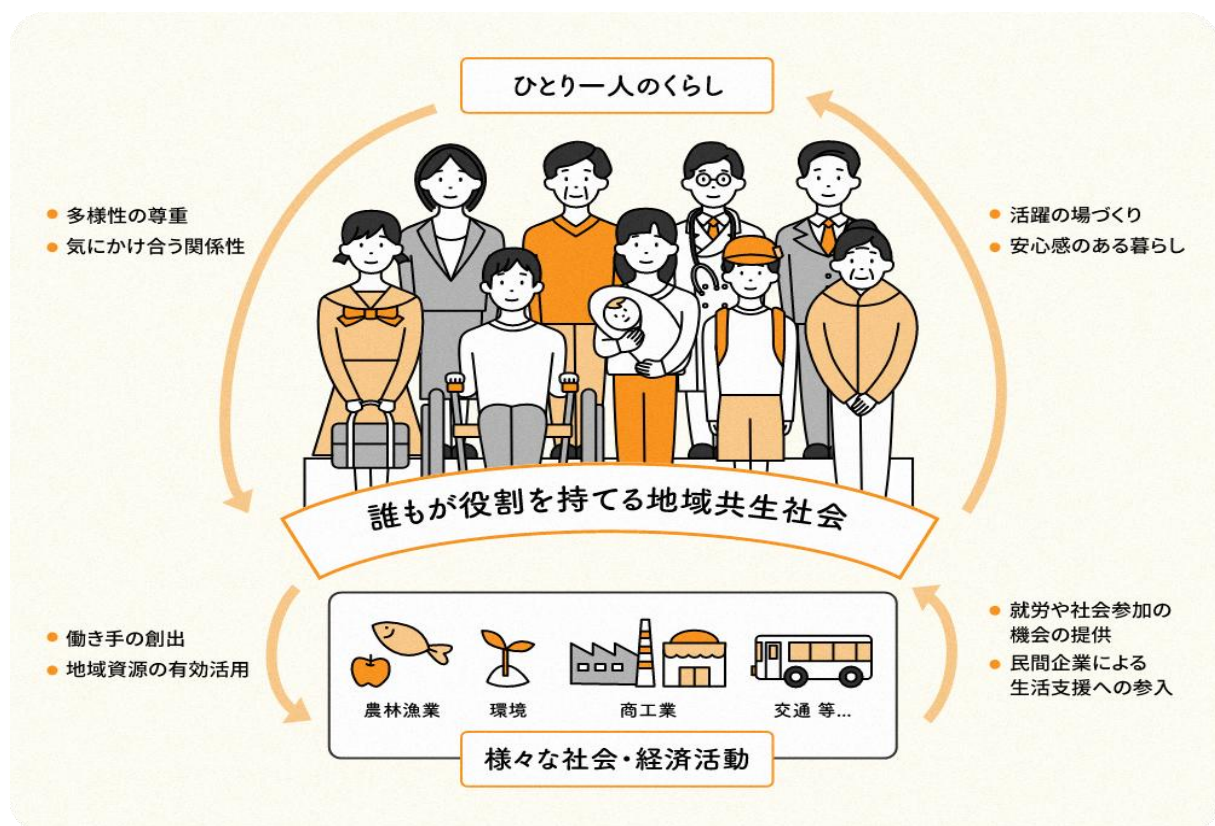 ひとり一人のくらし
多様性の尊重
気にかけ合う関係性
活躍の場づくり
安心感のある暮らし
誰もが役割を持てる地域共生社会
働き手の創出
地域資源の有効活用
就労や社会参加の
機会の提供
民間企業による
生活支援への参入
農林漁業
環境
商工業
交通 等...
様々な社会・経済活動